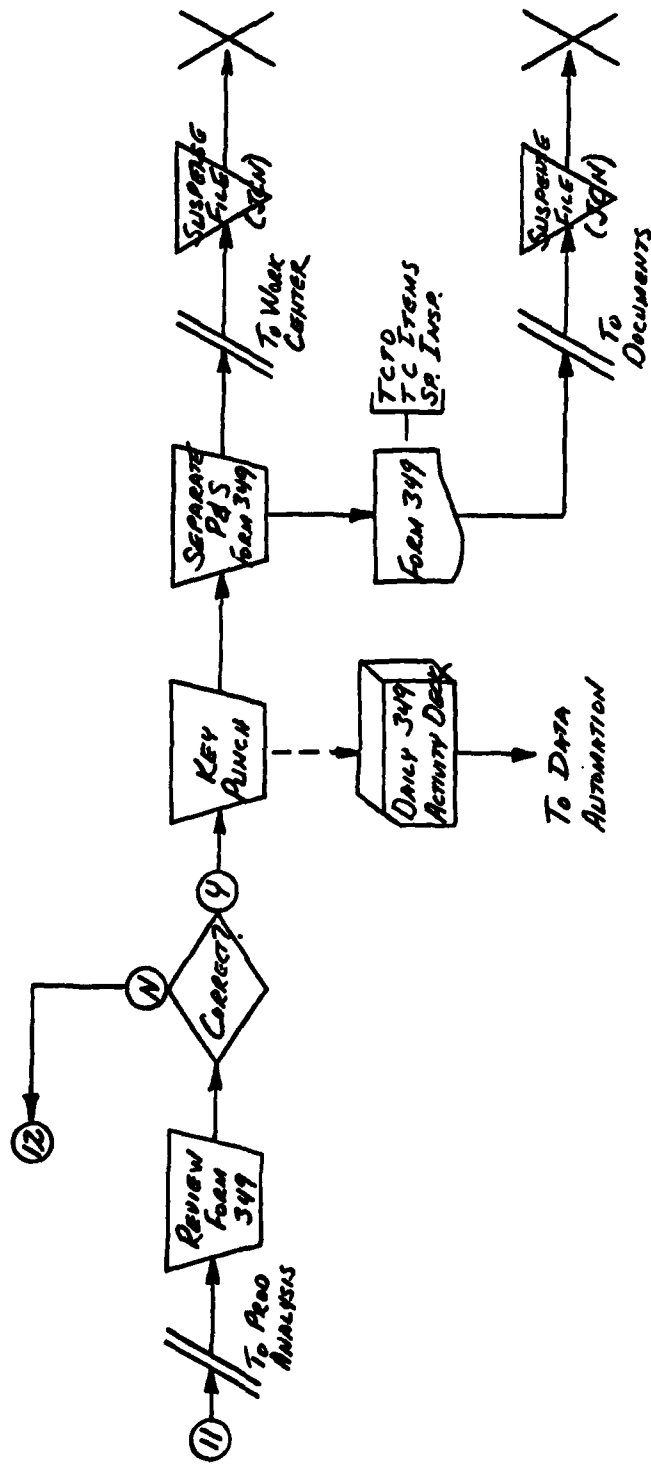 11
TO PROD
ANALYSIS
REVIEW
FORM
349
CORRECT?
N
12
Y
KEY
PUNCH
DAILY 349
ACTIVITY DECK
TO DATA
AUTOMATION
SEPARATE
P&S
FORM 349
FORM 349
TCTO
TC ITEMS
SP. INSP.
TO WORK
CENTER
SUSPENSE
FILE
(JCN)
TO
DOCUMENTS
SUSPENSE
FILE
(JCN)